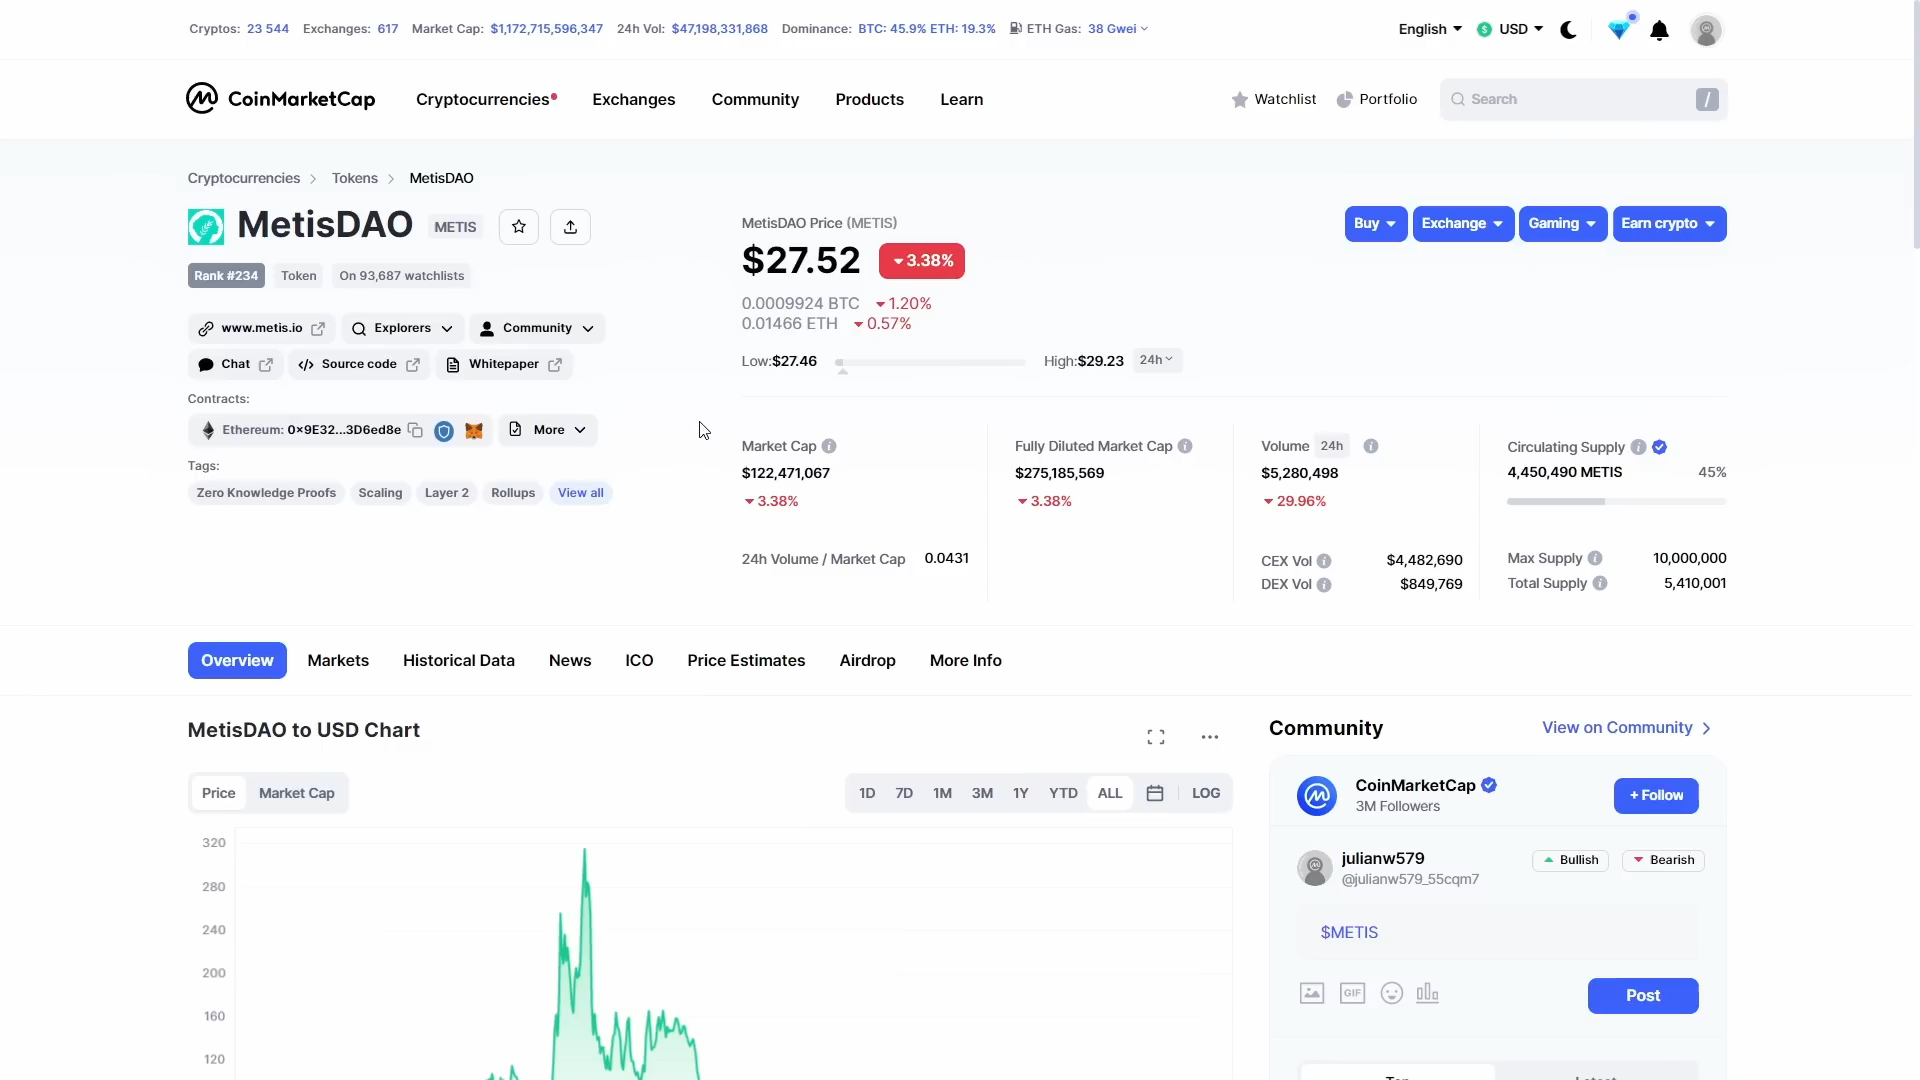 Cryptos: 23 544 Exchanges: 617 Market Cap: $1,172,715,596,347 24h Vol: $47,198,331,868 Dominance: BTC: 45.9% ETH: 19.3% ETH Gas: 38 Gwei
English $ USD
CoinMarketCap Cryptocurrencies Exchanges Community Products Learn Watchlist Portfolio Search /
Cryptocurrencies Tokens MetisDAO
MetisDAO METIS
Rank #234 Token On 93,687 watchlists
www.metis.io Explorers Community
Chat Source code Whitepaper
Contracts:
Ethereum: 0x9E32...3D6ed8e More
Tags:
Zero Knowledge Proofs Scaling Layer 2 Rollups View all
MetisDAO Price (METIS)
$27.52 3.38%
0.0009924 BTC 1.20%
0.01466 ETH 0.57%
Low:$27.46 High:$29.23 24h
Buy Exchange Gaming Earn crypto
Market Cap
$122,471,067
3.38%
24h Volume / Market Cap 0.0431
Fully Diluted Market Cap
$275,185,569
3.38%
Volume 24h
$5,280,498
29.96%
CEX Vol $4,482,690
DEX Vol $849,769
Circulating Supply
4,450,490 METIS 45%
Max Supply 10,000,000
Total Supply 5,410,001
Overview Markets Historical Data News ICO Price Estimates Airdrop More Info
MetisDAO to USD Chart
Price Market Cap
1D 7D 1M 3M 1Y YTD ALL LOG
320
280
240
200
160
120
Community View on Community
CoinMarketCap
3M Followers
+ Follow
julianw579
@julianw579_55cqm7
Bullish Bearish
$METIS
GIF
Post